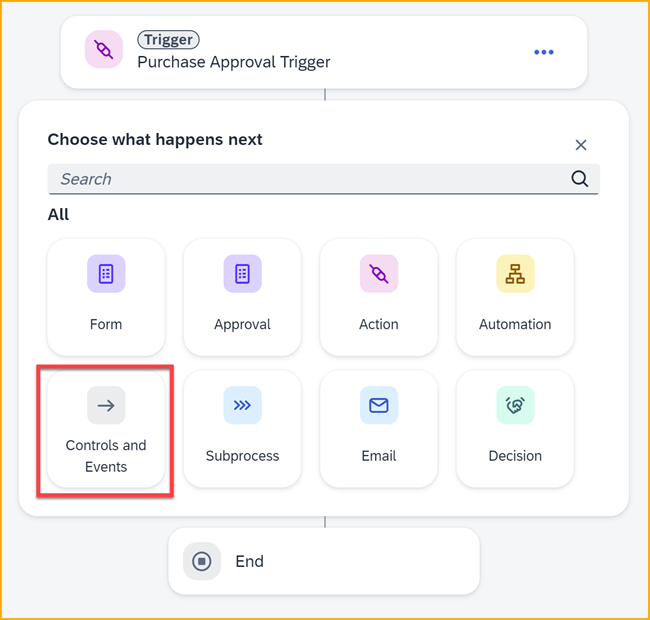 Trigger
Purchase Approval Trigger
Choose what happens next
Search
All
Form
Approval
Action
Automation
Controls and
Events
Subprocess
Email
Decision
End